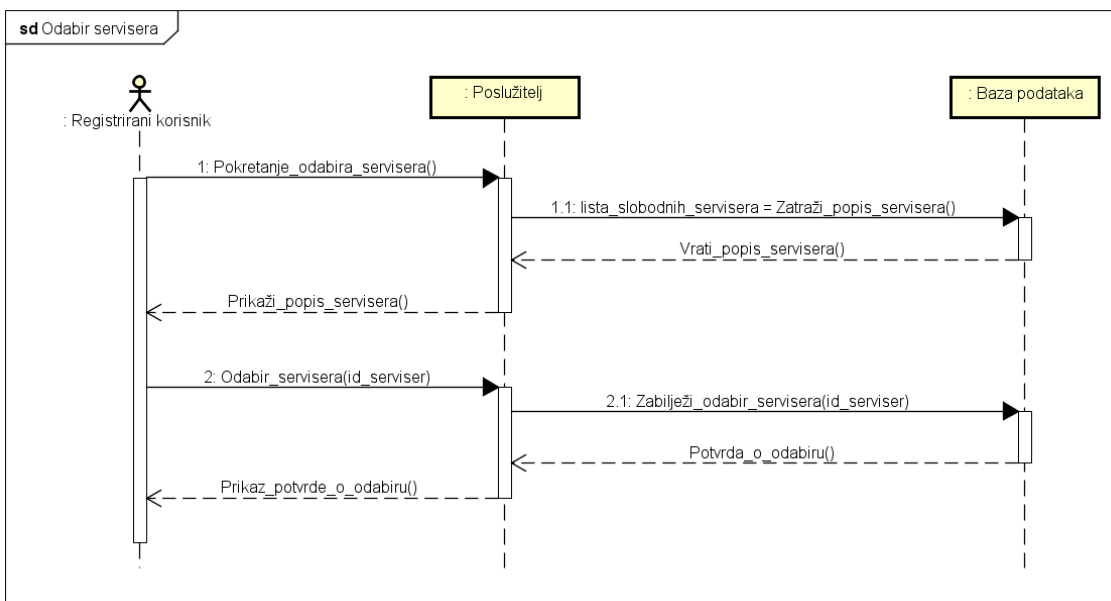 sd Odabir servisera
: Registrirani korisnik
: Poslužitelj
: Baza podataka
1: Pokretanje_odabira_servisera()
1.1: lista_slobodnih_servisera = Zatraži_popis_servisera()
Vrati_popis_servisera()
Prikaži_popis_servisera()
2: Odabir_servisera(id_serviser)
2.1: Zabilježi_odabir_servisera(id_serviser)
Potvrda_o_odabiru()
Prikaz_potvrde_o_odabiru()